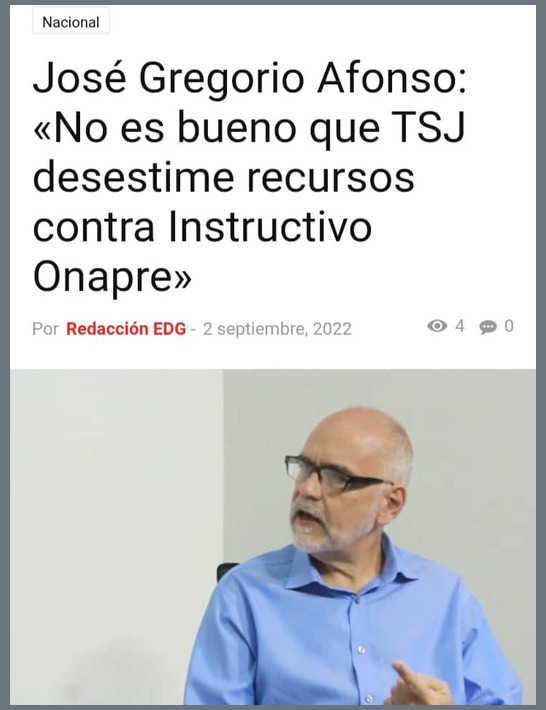 Nacional
José Gregorio Afonso:
«No es bueno que TSJ
desestime recursos
contra Instructivo
Onapre»
Por Redacción EDG - 2 septiembre, 2022 4 0